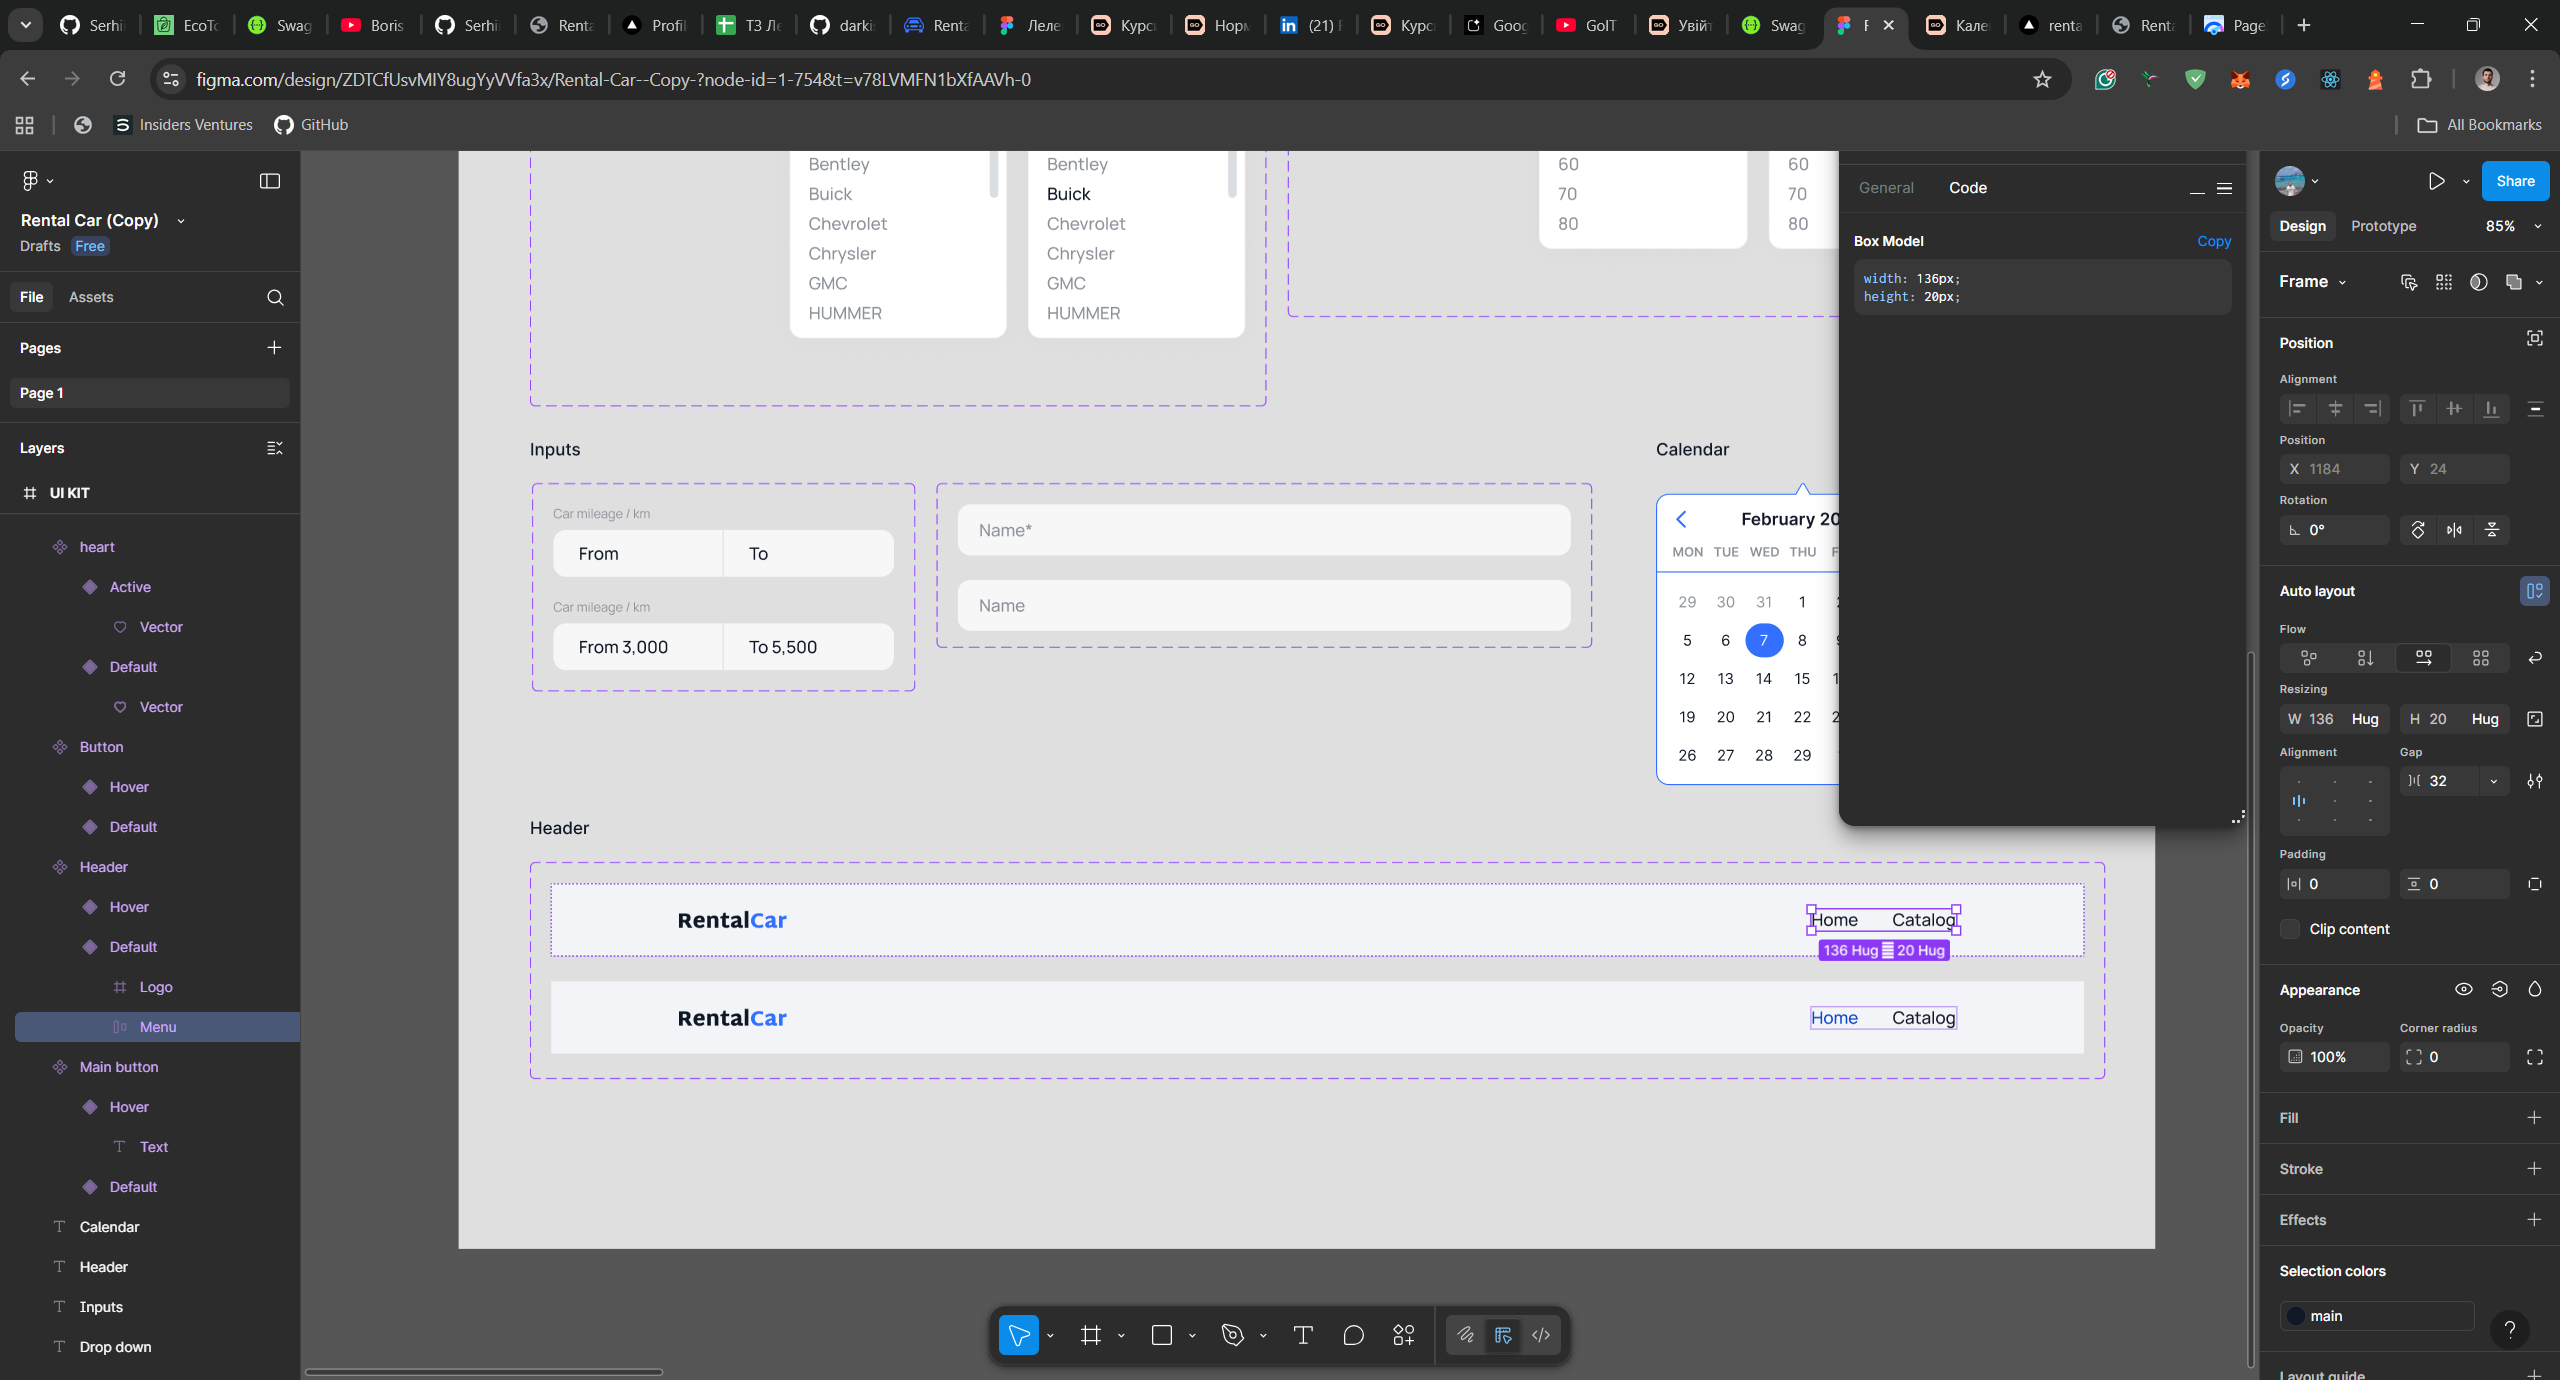 Serhi
EcoTo
Swag
Boris
Serhi
Renta
Profil
ТЗ Ле
darki
Renta
Леле
Курс
Норм
(21) F
Курс
Goog
GoIT
Увій
Swag
F
Кале
renta
Renta
Page
figma.com/design/ZDTCfUsvMIY8ugYyVVfa3x/Rental-Car--Copy-?node-id=1-754&t=v78LVMFN1bXfAAVh-0
Insiders Ventures
GitHub
All Bookmarks
Rental Car (Copy)
Drafts Free
File Assets
Pages
Page 1
Layers
UI KIT
heart
Active
Vector
Default
Vector
Button
Hover
Default
Header
Hover
Default
Logo
Menu
Main button
Hover
Text
Default
Calendar
Header
Inputs
Drop down
Bentley
Buick
Chevrolet
Chrysler
GMC
HUMMER
Bentley
Buick
Chevrolet
Chrysler
GMC
HUMMER
60
70
80
60
70
80
Inputs
Car mileage / km
From To
Car mileage / km
From 3,000 To 5,500
Name*
Name
Calendar
February 20
MON TUE WED THU F
29 30 31 1
5 6 7 8
12 13 14 15
19 20 21 22
26 27 28 29
Header
RentalCar Home Catalog
136 Hug 20 Hug
RentalCar Home Catalog
General Code
Box Model Copy
width: 136px;
height: 20px;
Share
Design Prototype 85%
Frame
Position
Alignment
Position
X 1184 Y 24
Rotation
0°
Auto layout
Flow
Resizing
W 136 Hug H 20 Hug
Alignment Gap
32
Padding
0 0
Clip content
Appearance
Opacity Corner radius
100% 0
Fill
Stroke
Effects
Selection colors
main
?
Layout guide